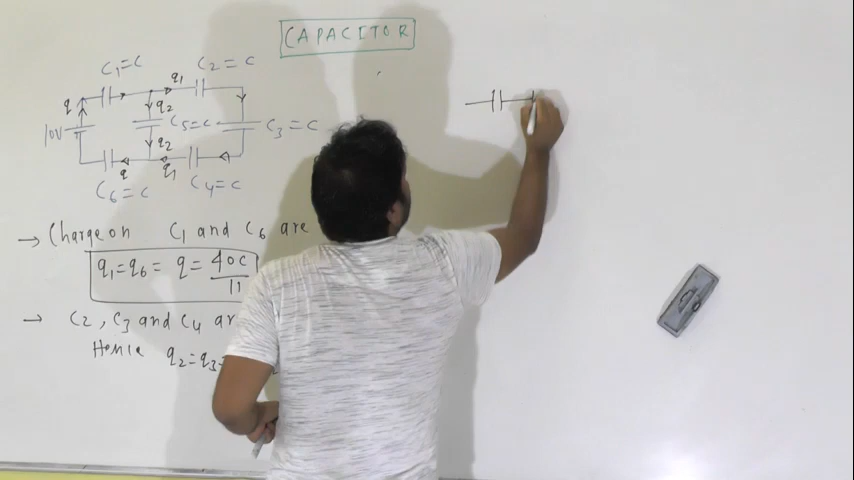 CAPACITOR
C1=C
C2=C
q
q1
q2
10V
C5=C
C3=C
q2
q
q1
C6=C
C4=C
→ Charge on C1 and C6 are
q1=q6= q= 40C/11
→ C2, C3 and C4 ar
Hence q2=q3=